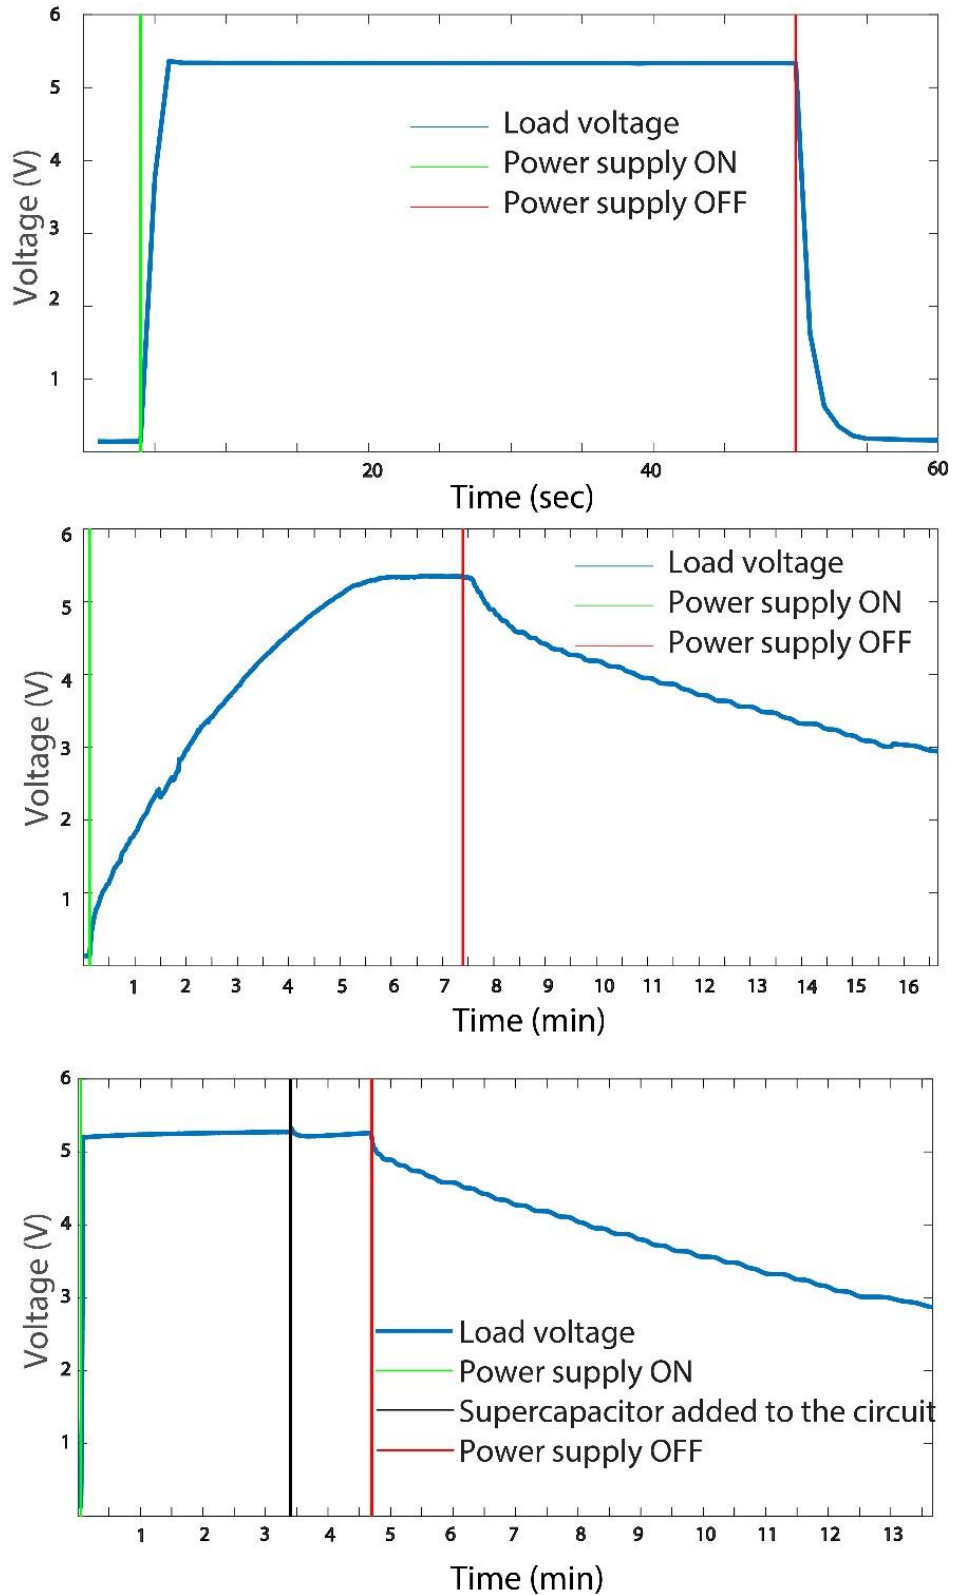 6
5
4
3
2
1
Voltage (V)
Load voltage
Power supply ON
Power supply OFF
20 40 60
Time (sec)
6
5
4
3
2
1
Voltage (V)
Load voltage
Power supply ON
Power supply OFF
1 2 3 4 5 6 7 8 9 10 11 12 13 14 15 16
Time (min)
6
5
4
3
2
1
Voltage (V)
Load voltage
Power supply ON
Supercapacitor added to the circuit
Power supply OFF
1 2 3 4 5 6 7 8 9 10 11 12 13
Time (min)